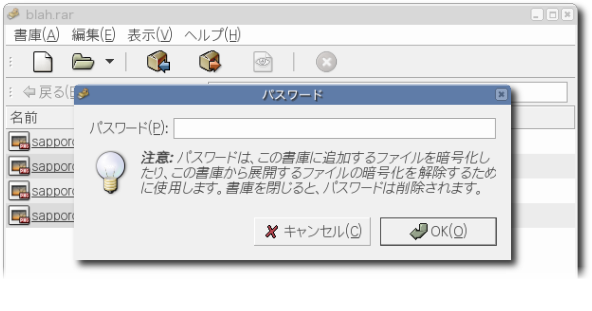 blah.rar
書庫(A) 編集(E) 表示(V) ヘルプ(H)
戻る(
パスワード
名前
パスワード(P):
sappor
注意: パスワードは、この書庫に追加するファイルを暗号化し
たり、この書庫から展開するファイルの暗号化を解除するため
に使用します。書庫を閉じると、パスワードは削除されます。
sappor
sappor
sappor
キャンセル(C) OK(O)